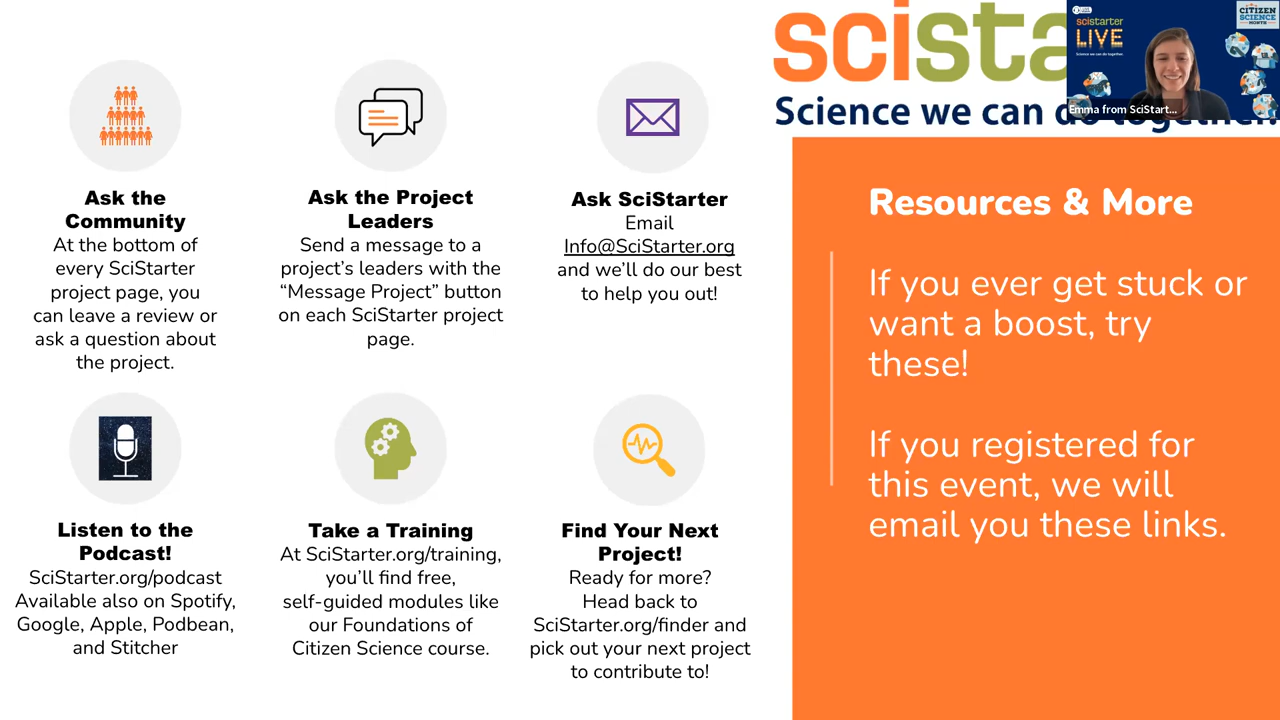 scista
Science we can do together.
scistarter
LIVE
Science we can do together.
CITIZEN
SCIENCE
MONTH
Emma from SciStart...
Ask the
Community
At the bottom of
every SciStarter
project page, you
can leave a review or
ask a question about
the project.
Ask the Project
Leaders
Send a message to a
project’s leaders with the
“Message Project” button
on each SciStarter project
page.
Ask SciStarter
Email
Info@SciStarter.org
and we’ll do our best
to help you out!
Listen to the
Podcast!
SciStarter.org/podcast
Available also on Spotify,
Google, Apple, Podbean,
and Stitcher
Take a Training
At SciStarter.org/training,
you’ll find free,
self-guided modules like
our Foundations of
Citizen Science course.
Find Your Next
Project!
Ready for more?
Head back to
SciStarter.org/finder and
pick out your next project
to contribute to!
Resources & More
If you ever get stuck or
want a boost, try
these!
If you registered for
this event, we will
email you these links.